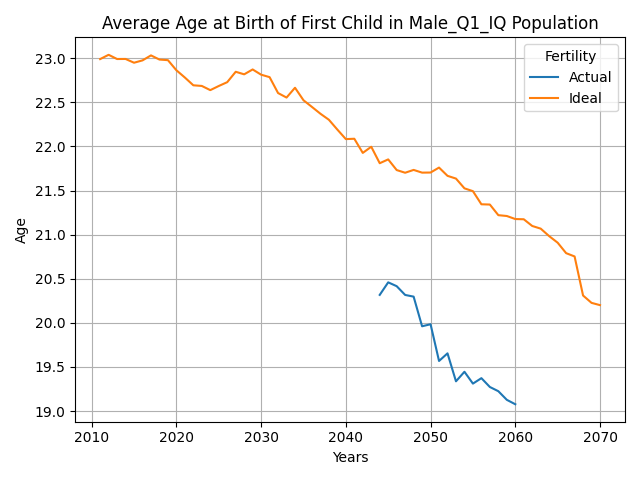 Average Age at Birth of First Child in Male_Q1_IQ Population
Fertility
Actual
Ideal
23.0
22.5
22.0
21.5
21.0
20.5
20.0
19.5
19.0
Age
2010 2020 2030 2040 2050 2060 2070
Years